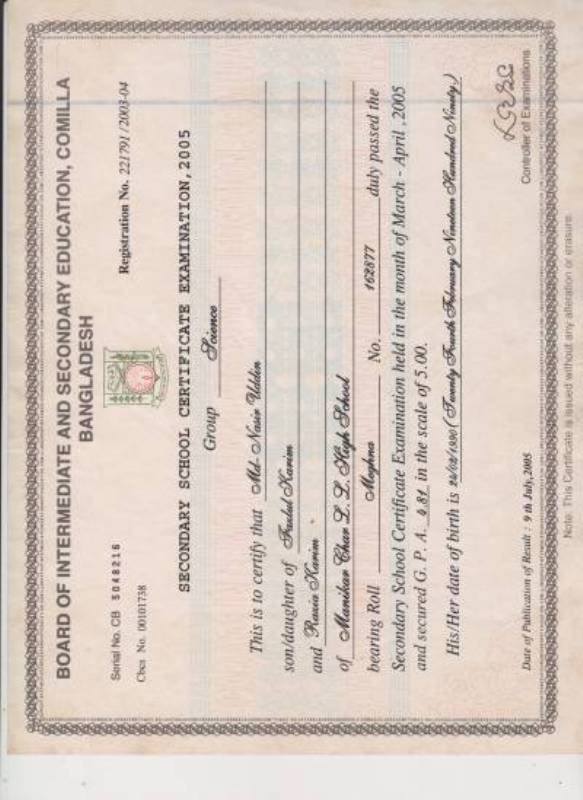 BOARD OF INTERMEDIATE AND SECONDARY EDUCATION, COMILLA
BANGLADESH
Serial No. CB 5048216
Registration No. 221791/2003-04
Cbcs No. 00101738
SECONDARY SCHOOL CERTIFICATE EXAMINATION, 2005
Group Science
This is to certify that Md- Nasir Uddin
son/daughter of Fazlul Karim
and Razia Karim
of Manikar Char L. L. High School
bearing Roll Meghna No. 162877 duly passed the
Secondary School Certificate Examination held in the month of March - April ,2005
and secured G. P. A. 4.81 in the scale of 5.00.
His/Her date of birth is 24/02/1990 ( Twenty Fourth February Nineteen Hundred Ninety.)
Date of Publication of Result : 9 th July,2005
Controller of Examinations
Note: This Certificate is issued without any alteration or erasure.